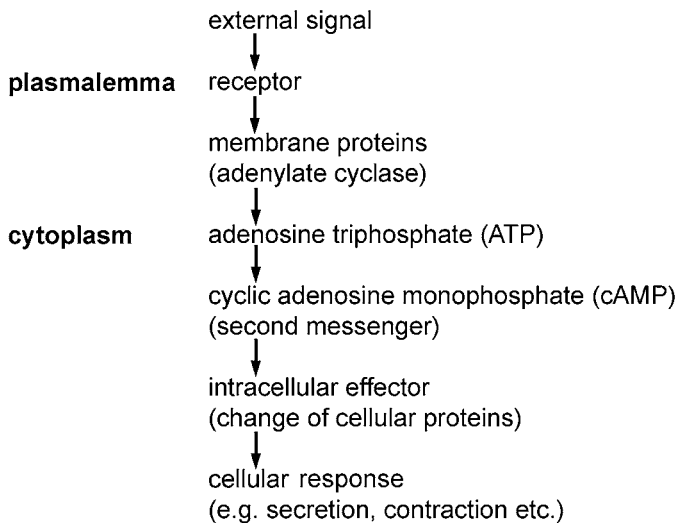 external signal
plasmalemma receptor
membrane proteins
(adenylate cyclase)
cytoplasm adenosine triphosphate (ATP)
cyclic adenosine monophosphate (cAMP)
(second messenger)
intracellular effector
(change of cellular proteins)
cellular response
(e.g. secretion, contraction etc.)